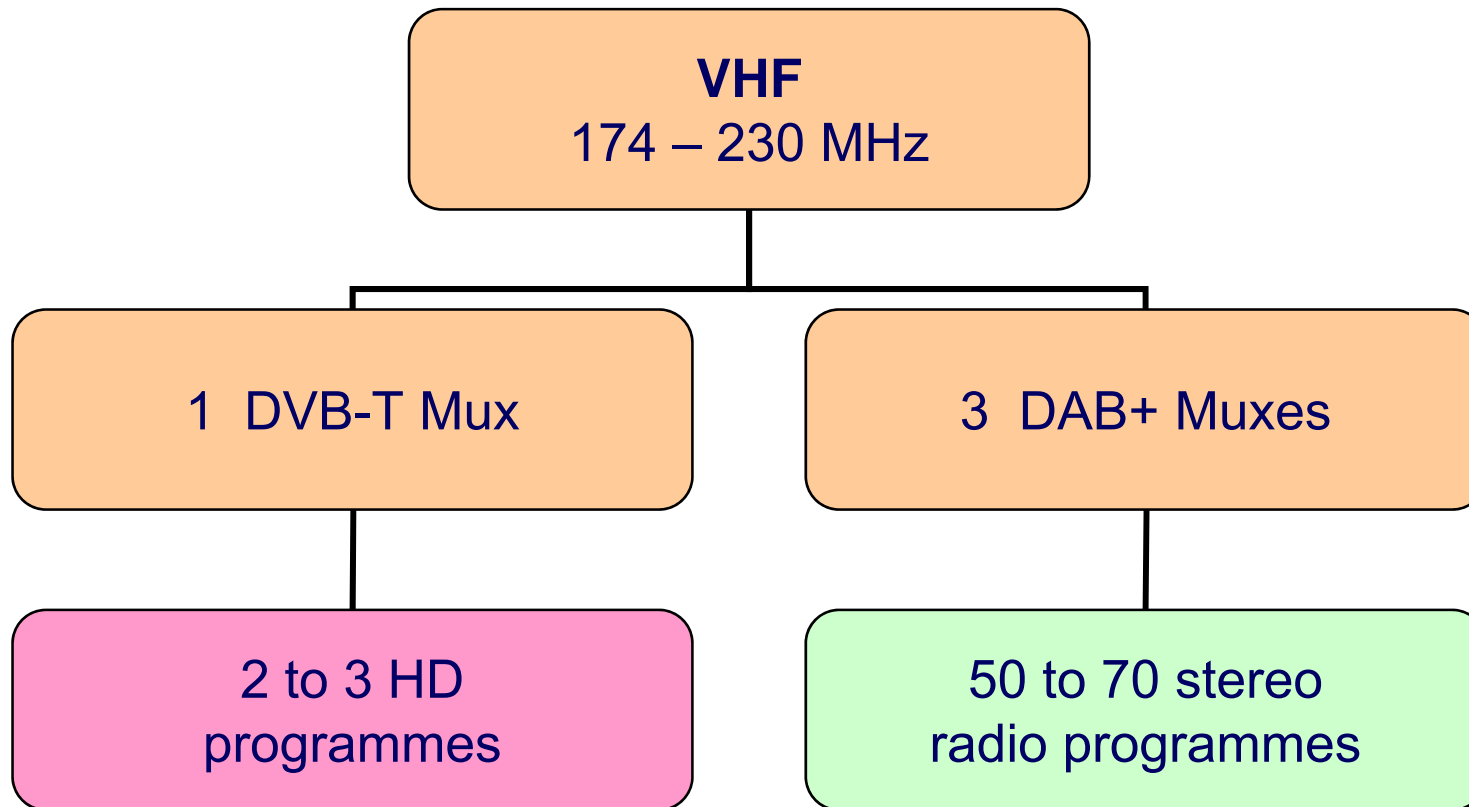 VHF
174 – 230 MHz
1 DVB-T Mux
3 DAB+ Muxes
2 to 3 HD
programmes
50 to 70 stereo
radio programmes